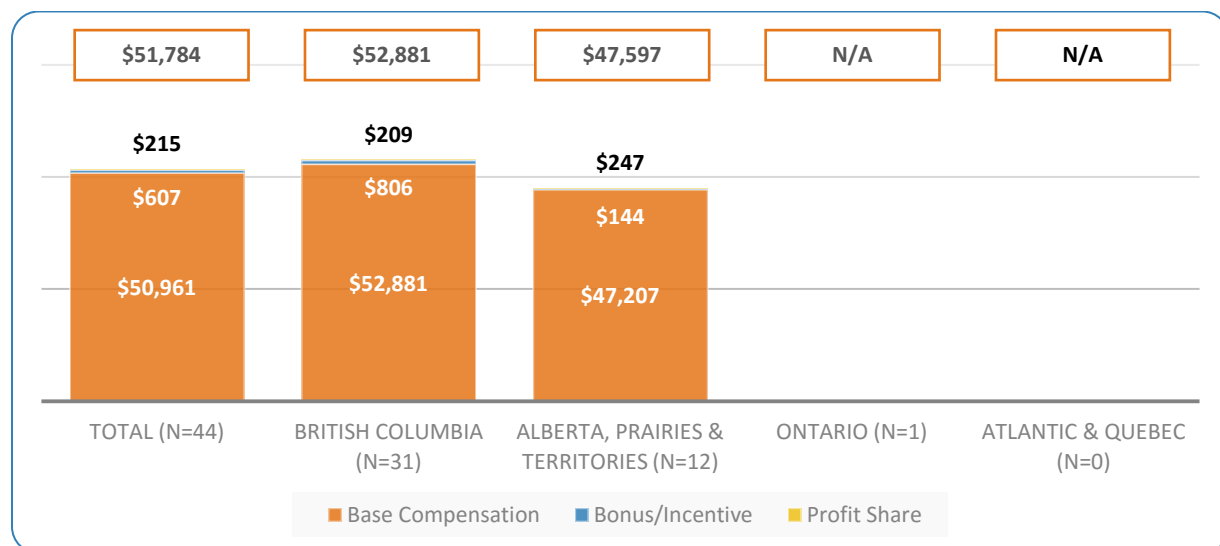 $51,784 $52,881 $47,597 N/A N/A
$215 $209 $247
$607 $806 $144
$50,961 $52,881 $47,207
TOTAL (N=44) BRITISH COLUMBIA ALBERTA, PRAIRIES & ONTARIO (N=1) ATLANTIC & QUEBEC
(N=31) TERRITORIES (N=12) (N=0)
Base Compensation Bonus/Incentive Profit Share